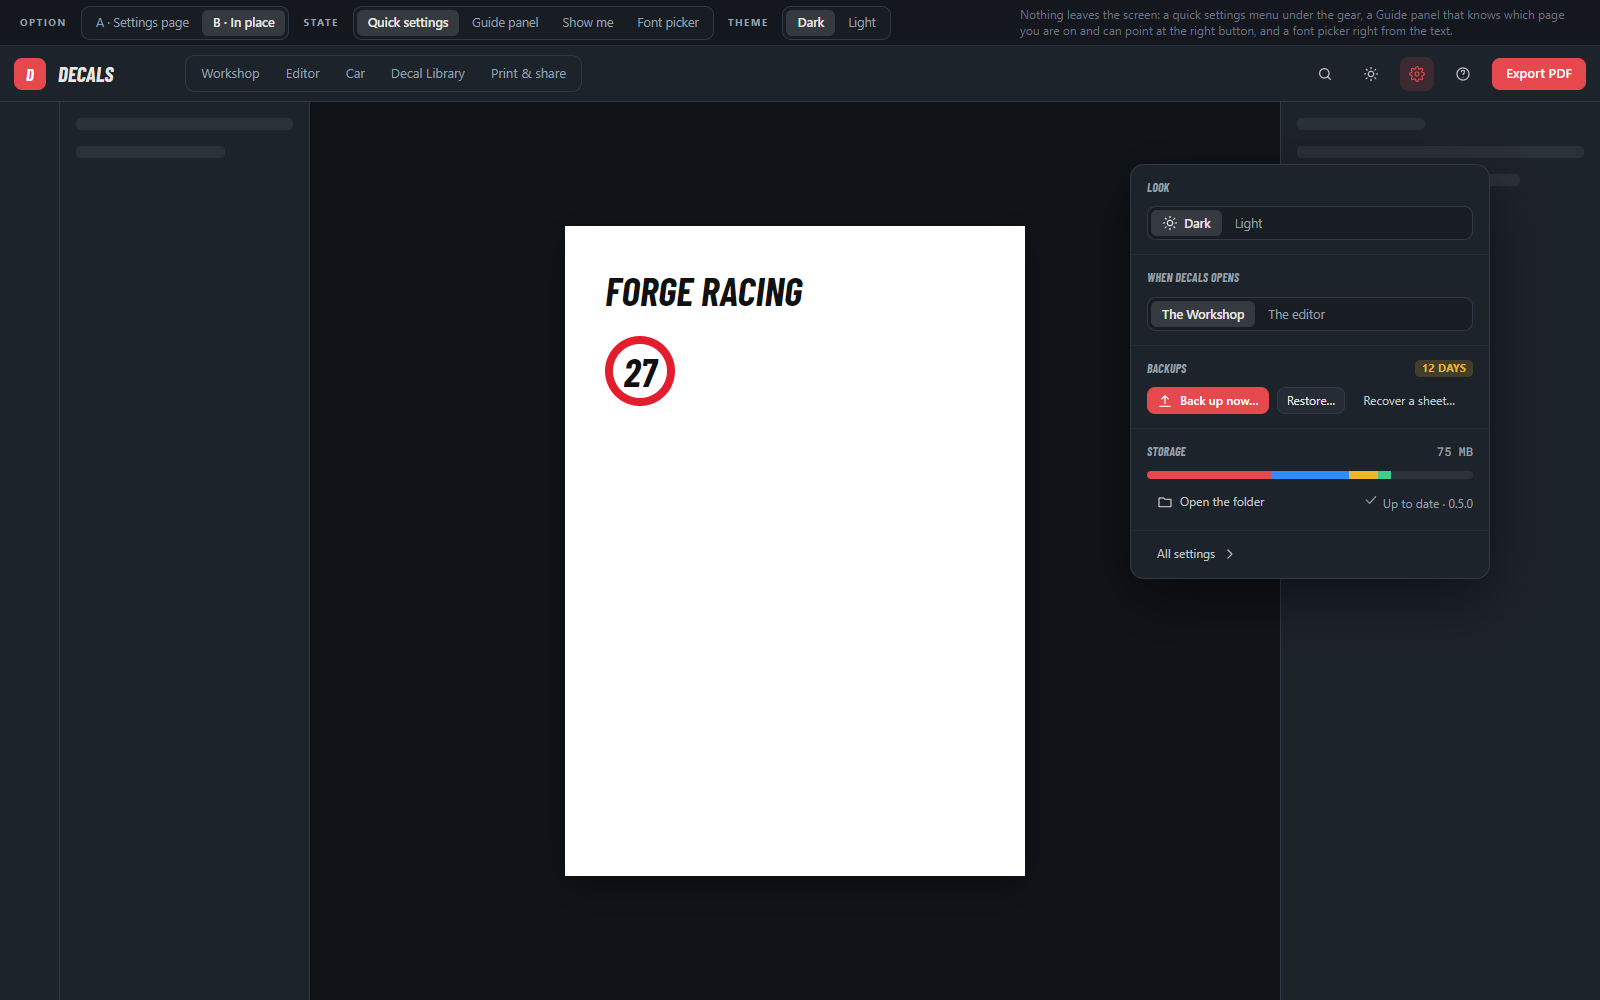 OPTION A · Settings page B · In place STATE Quick settings Guide panel Show me Font picker THEME Dark Light
Nothing leaves the screen: a quick settings menu under the gear, a Guide panel that knows which page
you are on and can point at the right button, and a font picker right from the text.
D DECALS Workshop Editor Car Decal Library Print & share Export PDF
LOOK
Dark Light
WHEN DECALS OPENS
The Workshop The editor
BACKUPS 12 DAYS
Back up now... Restore... Recover a sheet...
STORAGE 75 MB
Open the folder Up to date · 0.5.0
All settings
FORGE RACING
27